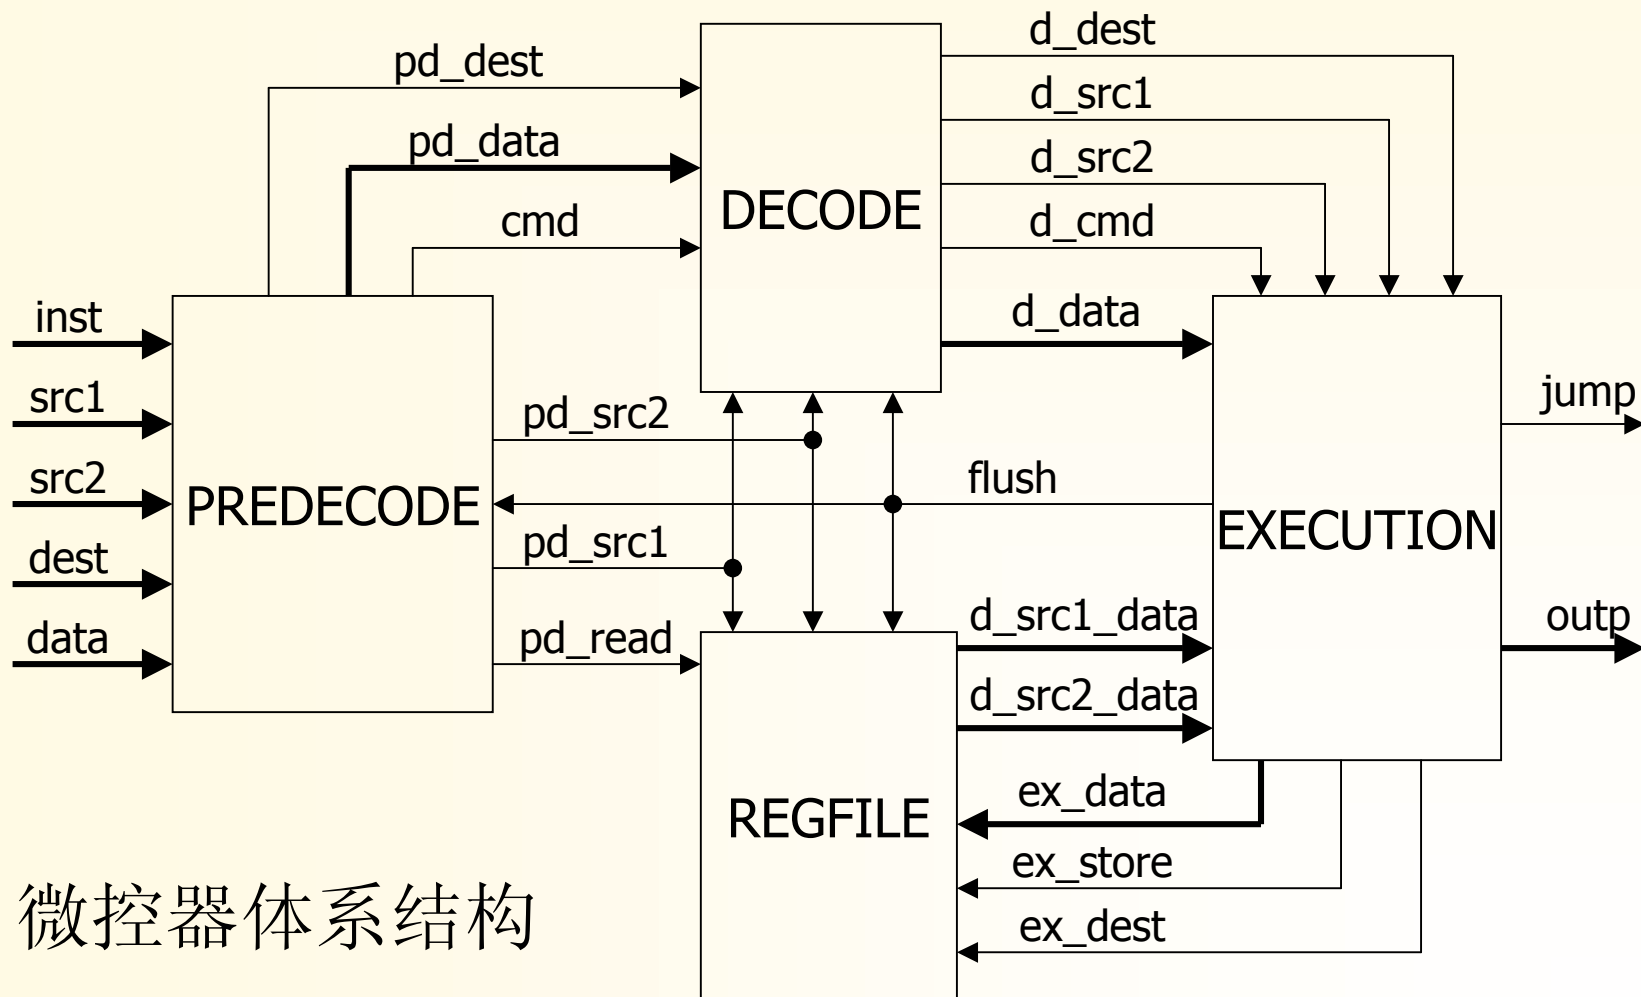 d_dest
pd_dest
d_src1
pd_data
d_src2
DECODE
cmd
d_cmd
inst
d_data
src1
pd_src2
jump
src2
flush
PREDECODE
EXECUTION
dest
pd_src1
data
pd_read
d_src1_data
outp
d_src2_data
REGFILE
ex_data
ex_store
微控器体系结构
ex_dest